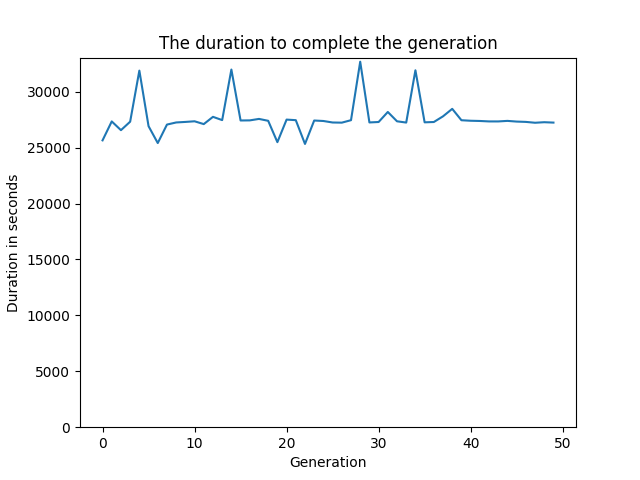 The duration to complete the generation
30000
25000
20000
15000
10000
5000
0
Duration in seconds
0 10 20 30 40 50
Generation